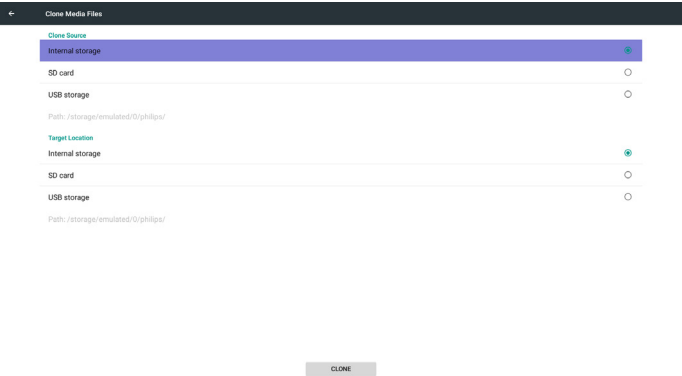 Clone Media Files
Clone Source
Internal storage
SD card
USB storage
Path: /storage/emulated/0/philips/
Target Location
Internal storage
SD card
USB storage
Path: /storage/emulated/0/philips/
CLONE